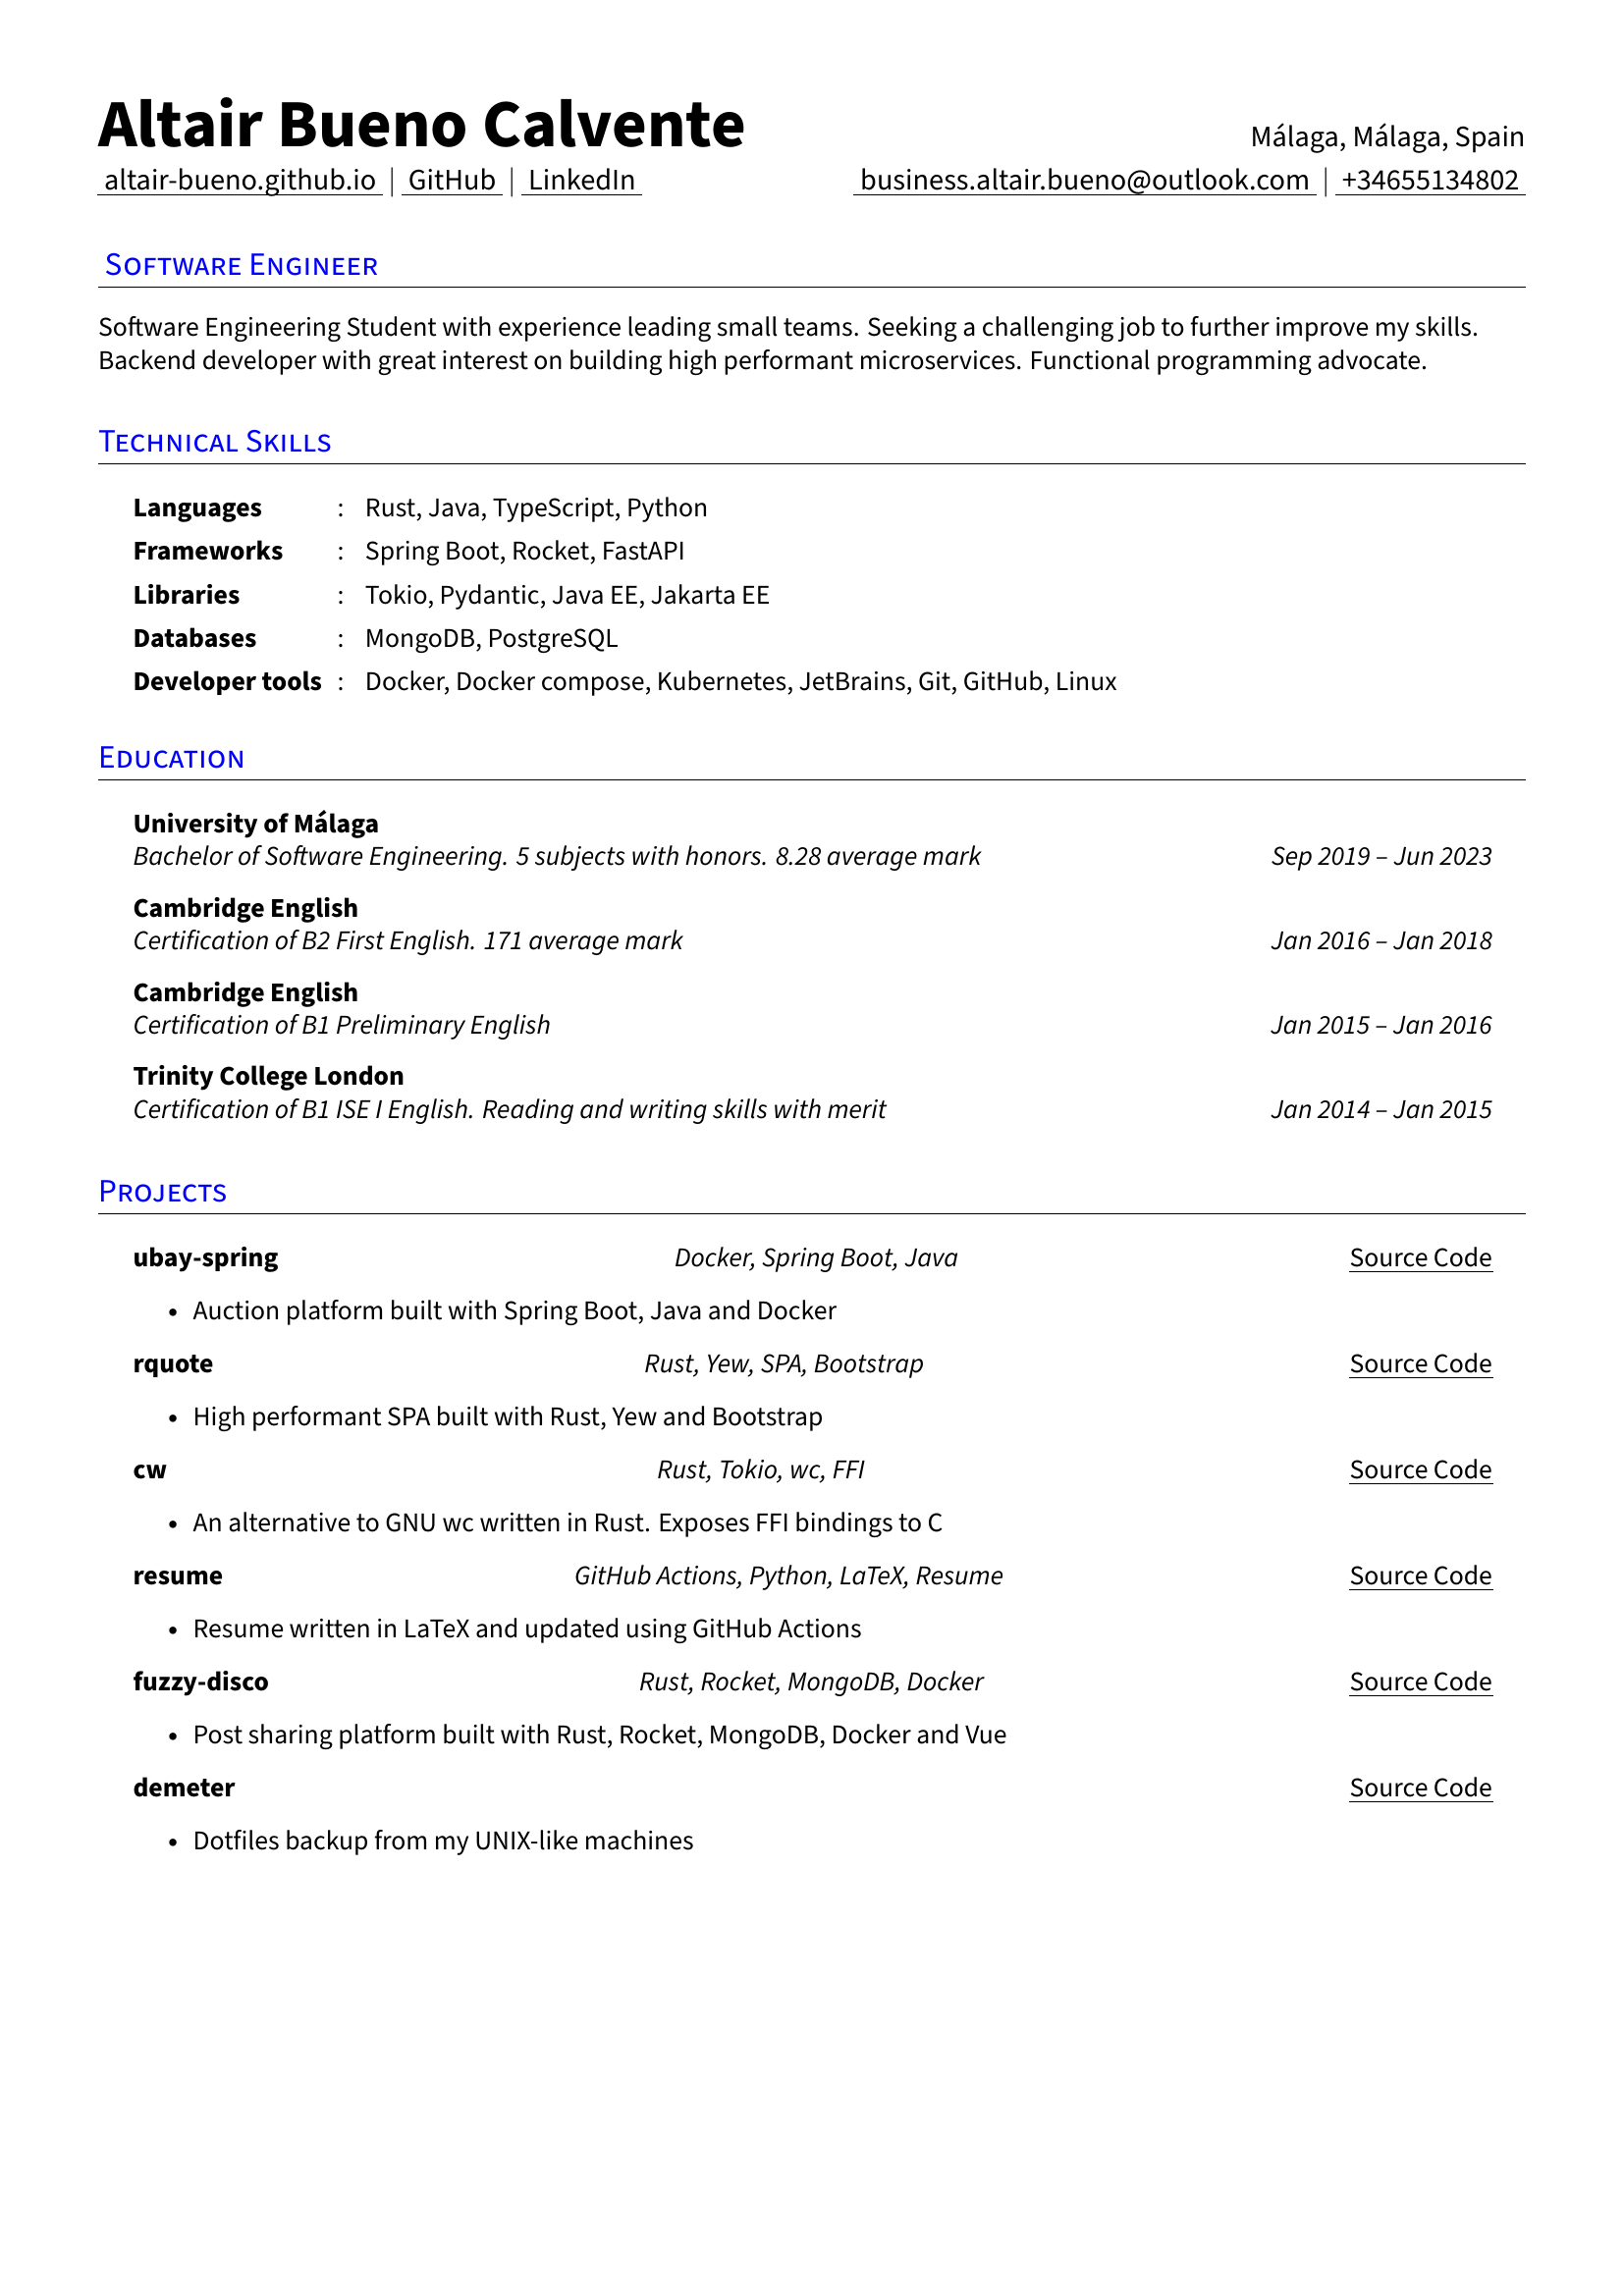 Altair Bueno Calvente
Málaga, Málaga, Spain
altair-bueno.github.io | GitHub | LinkedIn
business.altair.bueno@outlook.com | +34655134802
Software Engineer
Software Engineering Student with experience leading small teams. Seeking a challenging job to further improve my skills.
Backend developer with great interest on building high performant microservices. Functional programming advocate.
Technical Skills
Languages : Rust, Java, TypeScript, Python
Frameworks : Spring Boot, Rocket, FastAPI
Libraries : Tokio, Pydantic, Java EE, Jakarta EE
Databases : MongoDB, PostgreSQL
Developer tools : Docker, Docker compose, Kubernetes, JetBrains, Git, GitHub, Linux
Education
University of Málaga
Bachelor of Software Engineering. 5 subjects with honors. 8.28 average mark Sep 2019 – Jun 2023
Cambridge English
Certification of B2 First English. 171 average mark Jan 2016 – Jan 2018
Cambridge English
Certification of B1 Preliminary English Jan 2015 – Jan 2016
Trinity College London
Certification of B1 ISE I English. Reading and writing skills with merit Jan 2014 – Jan 2015
Projects
ubay-spring Docker, Spring Boot, Java Source Code
• Auction platform built with Spring Boot, Java and Docker
rquote Rust, Yew, SPA, Bootstrap Source Code
• High performant SPA built with Rust, Yew and Bootstrap
cw Rust, Tokio, wc, FFI Source Code
• An alternative to GNU wc written in Rust. Exposes FFI bindings to C
resume GitHub Actions, Python, LaTeX, Resume Source Code
• Resume written in LaTeX and updated using GitHub Actions
fuzzy-disco Rust, Rocket, MongoDB, Docker Source Code
• Post sharing platform built with Rust, Rocket, MongoDB, Docker and Vue
demeter Source Code
• Dotfiles backup from my UNIX-like machines